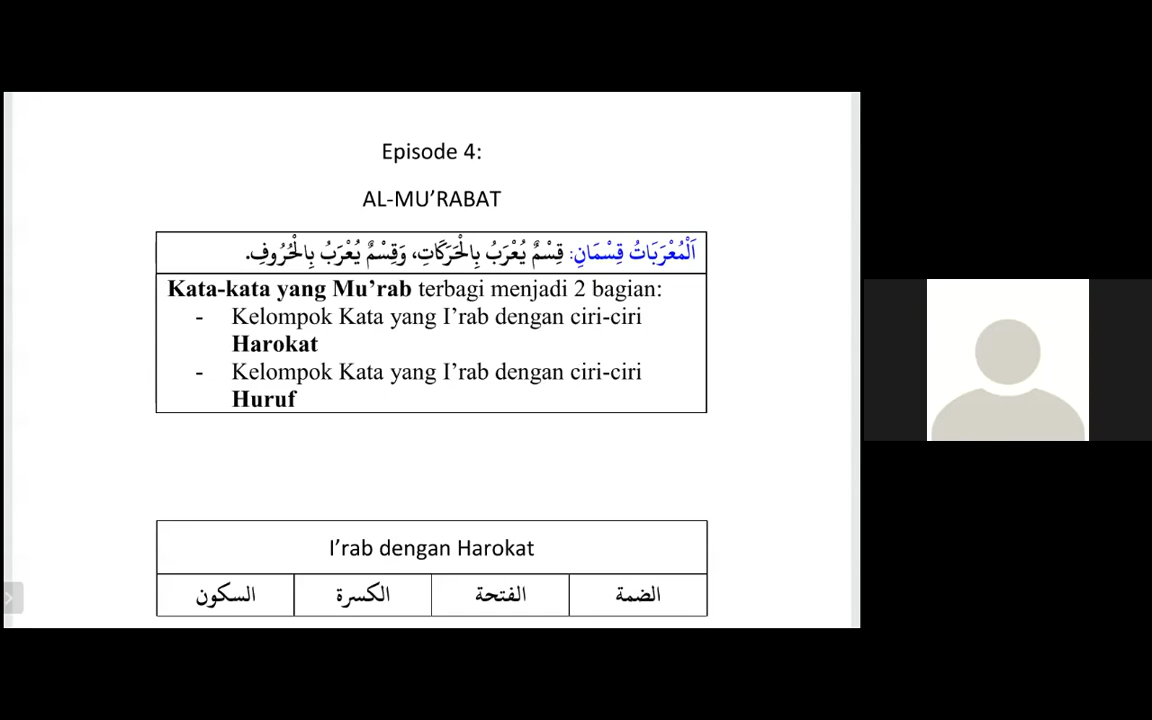 Episode 4:
AL-MU’RABAT
اَلْمُعْرَبَاتُ قِسْمَانِ: قِسْمٌ يُعْرَبُ بِالْحَرَكَاتِ، وَقِسْمٌ يُعْرَبُ بِالْحُرُوفِ.
Kata-kata yang Mu’rab terbagi menjadi 2 bagian:
- Kelompok Kata yang I’rab dengan ciri-ciri
Harokat
- Kelompok Kata yang I’rab dengan ciri-ciri
Huruf
I’rab dengan Harokat
الضمة الفتحة الكسرة السكون